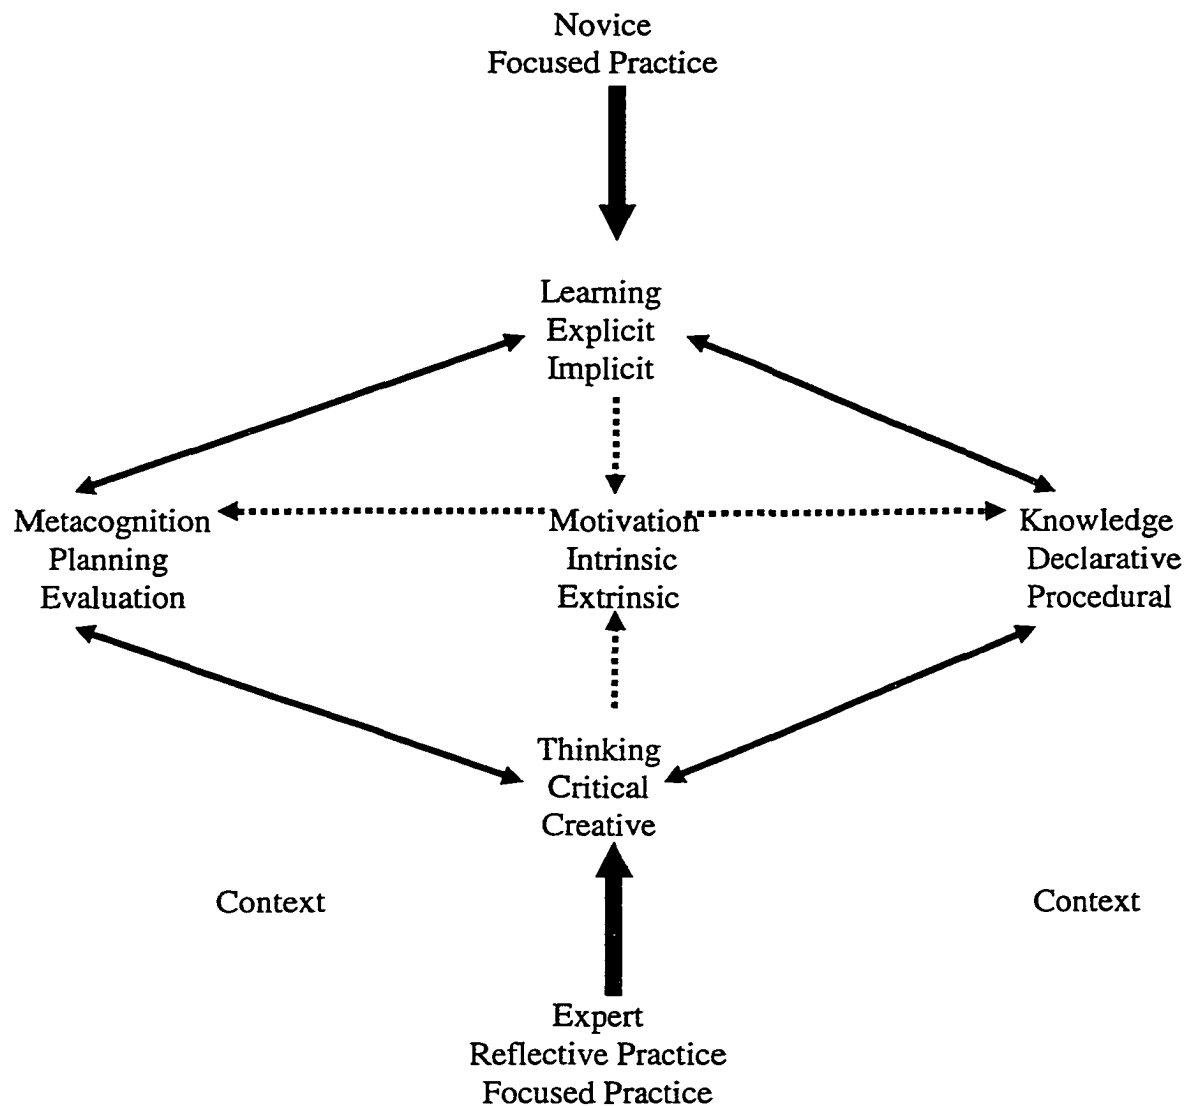 Novice
Focused Practice
Learning
Explicit
Implicit
Metacognition
Planning
Evaluation
Motivation
Intrinsic
Extrinsic
Knowledge
Declarative
Procedural
Thinking
Critical
Creative
Context
Context
Expert
Reflective Practice
Focused Practice